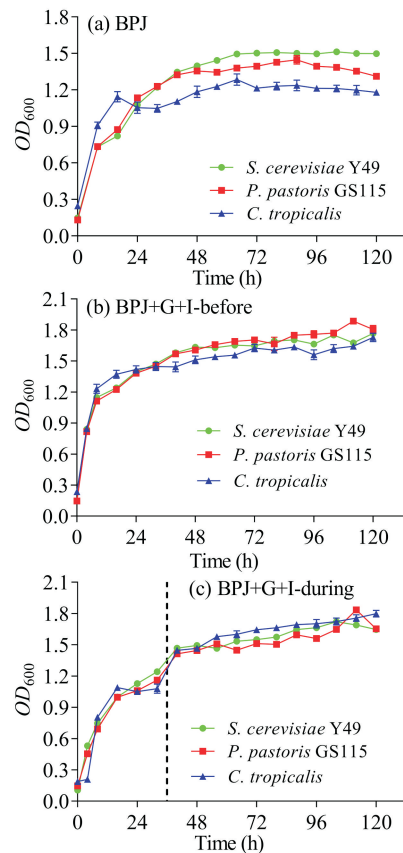 (a) BPJ
1.8
1.5
1.2
0.9
0.6
0.3
0.0
OD600
S. cerevisiae Y49
P. pastoris GS115
C. tropicalis
0 24 48 72 96 120
Time (h)
(b) BPJ+G+I-before
2.1
1.8
1.5
1.2
0.9
0.6
0.3
0.0
OD600
S. cerevisiae Y49
P. pastoris GS115
C. tropicalis
0 24 48 72 96 120
Time (h)
(c) BPJ+G+I-during
2.1
1.8
1.5
1.2
0.9
0.6
0.3
0.0
OD600
S. cerevisiae Y49
P. pastoris GS115
C. tropicalis
0 24 48 72 96 120
Time (h)